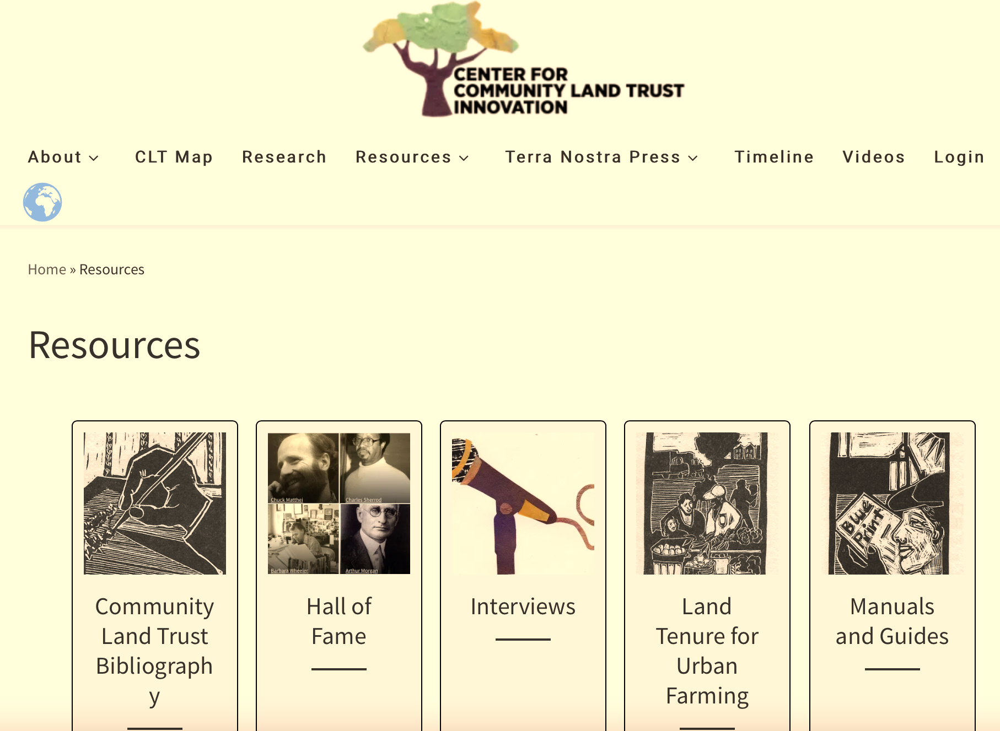 CENTER FOR
COMMUNITY LAND TRUST
INNOVATION
About CLT Map Research Resources Terra Nostra Press Timeline Videos Login
Home » Resources
Resources
Chuck Matthei
Charles Sherrod
Barbara Wheeler
Arthur Morgan
Blue
Print
Community
Land Trust
Bibliograph
y
Hall of
Fame
Interviews
Land
Tenure for
Urban
Farming
Manuals
and Guides